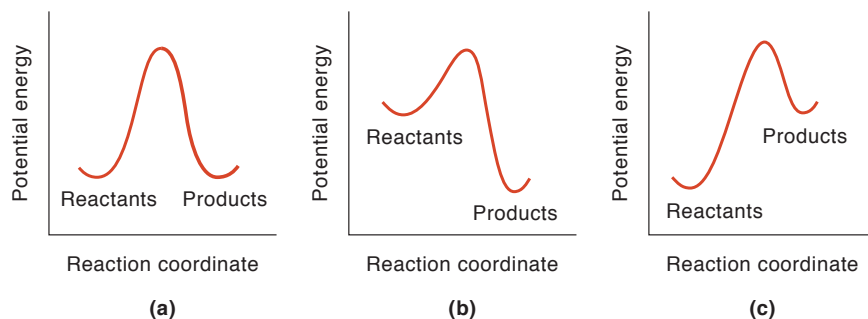 Potential energy
Reactants
Products
Reaction coordinate
(a)
Potential energy
Reactants
Products
Reaction coordinate
(b)
Potential energy
Products
Reactants
Reaction coordinate
(c)